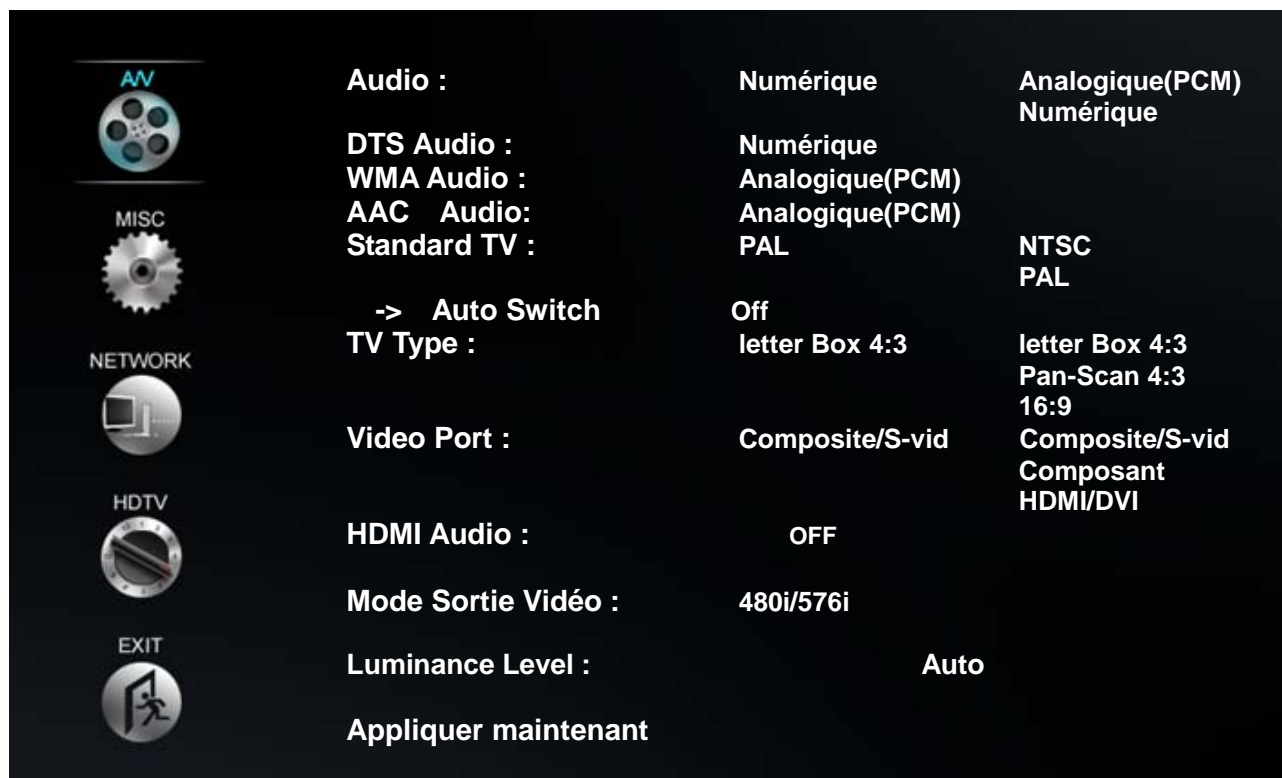 A/V
MISC
NETWORK
HDTV
EXIT
Audio : Numérique Analogique(PCM)
Numérique
DTS Audio : Numérique
WMA Audio : Analogique(PCM)
AAC Audio: Analogique(PCM)
Standard TV : PAL NTSC
PAL
-> Auto Switch Off
TV Type : letter Box 4:3 letter Box 4:3
Pan-Scan 4:3
16:9
Video Port : Composite/S-vid Composite/S-vid
Composant
HDMI/DVI
HDMI Audio : OFF
Mode Sortie Vidéo : 480i/576i
Luminance Level : Auto
Appliquer maintenant